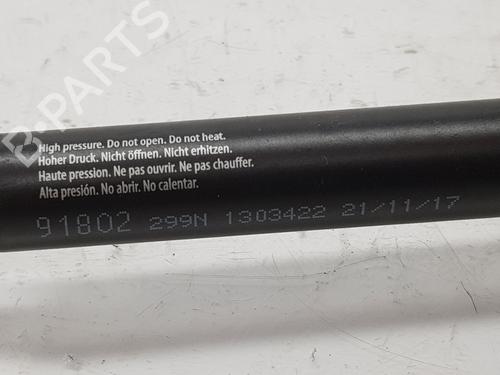 High pressure. Do not open. Do not heat.
Hoher Druck. Nicht öffnen. Nicht erhitzen.
Haute pression. Ne pas ouvrir. Ne pas chauffer.
Alta presión. No abrir. No calentar.
91802 299N 1303422 21/11/17
B-PARTS